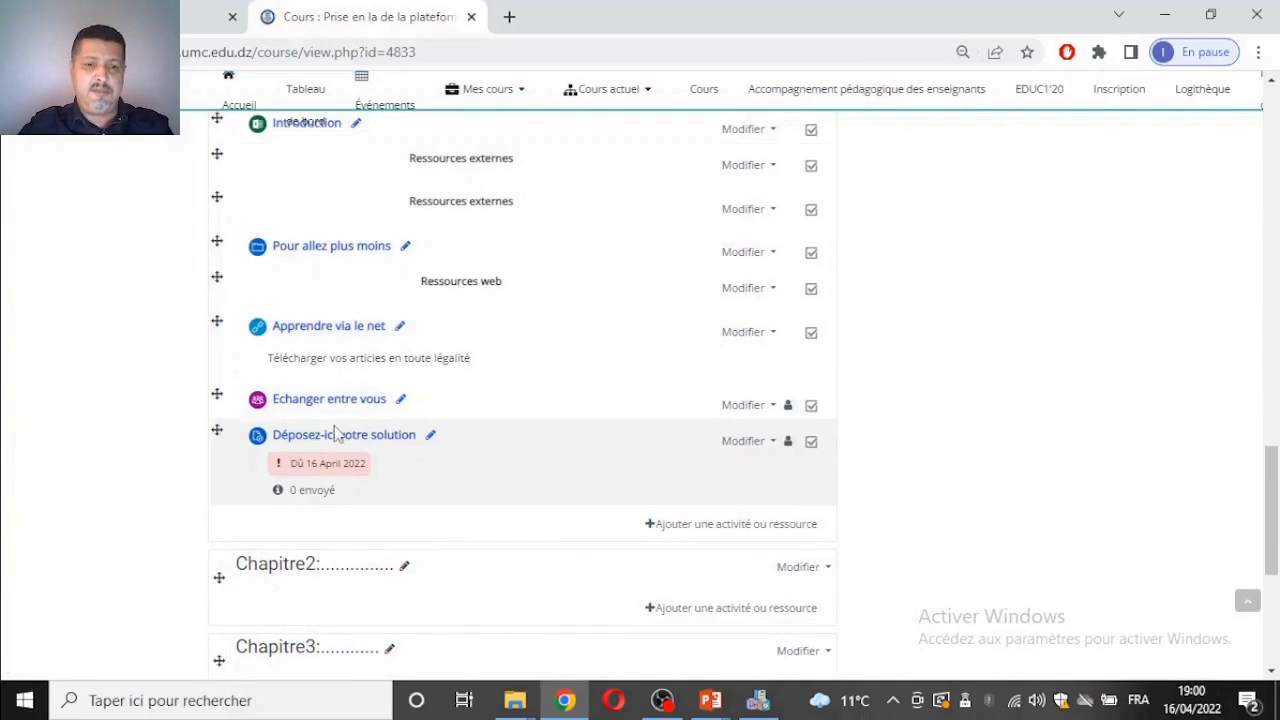 Cours : Prise en la de la plateform
umc.edu.dz/course/view.php?id=4833
En pause
Accueil
Tableau
de bord
Événements
Mes cours
Cours actuel
Cours
Accompagnement pédagogique des enseignants
EDUC1'20
Inscription
Logithèque
Introduction
Modifier
Ressources externes
Modifier
Ressources externes
Modifier
Pour allez plus moins
Modifier
Ressources web
Modifier
Apprendre via le net
Modifier
Télécharger vos articles en toute légalité
Echanger entre vous
Modifier
Déposez-ici votre solution
Modifier
! Dû 16 April 2022
0 envoyé
+Ajouter une activité ou ressource
Chapitre2:..............
Modifier
+Ajouter une activité ou ressource
Chapitre3:............
Modifier
Activer Windows
Accédez aux paramètres pour activer Windows.
Taper ici pour rechercher
11°C
FRA
19:00
16/04/2022
2